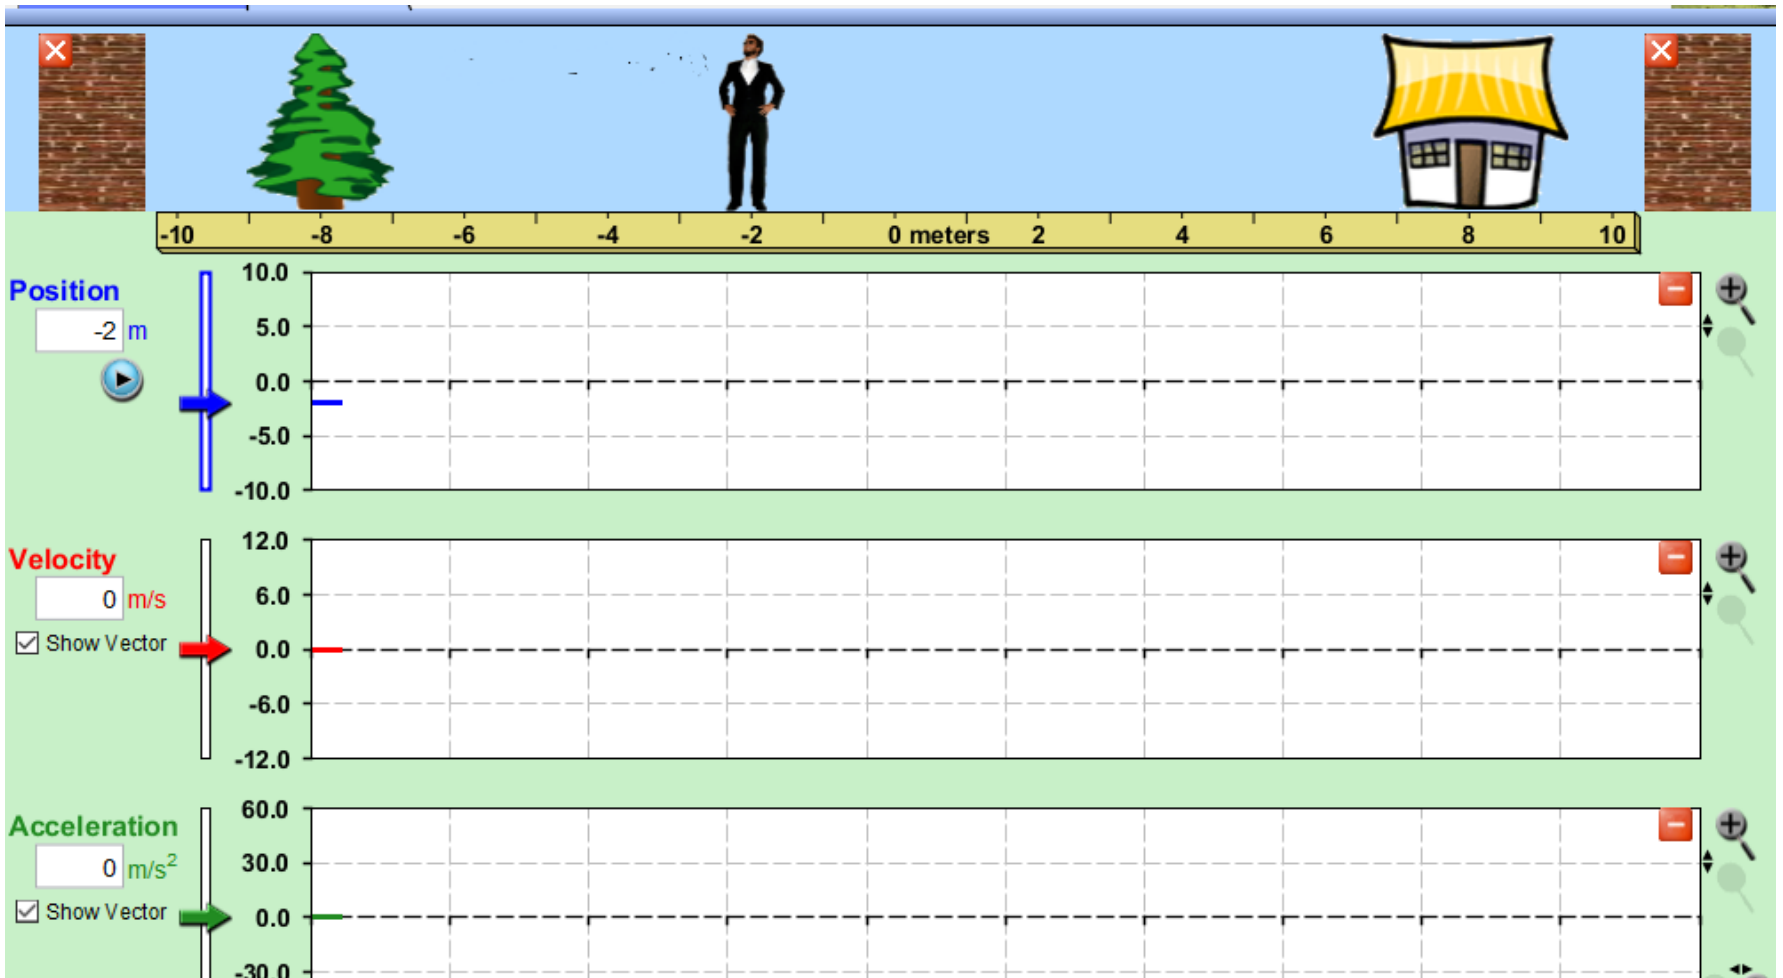 -10 -8 -6 -4 -2 0 meters 2 4 6 8 10
Position
-2 m
10.0
5.0
0.0
-5.0
-10.0
Velocity
0 m/s
Show Vector
12.0
6.0
0.0
-6.0
-12.0
Acceleration
0 m/s²
Show Vector
60.0
30.0
0.0
-30.0